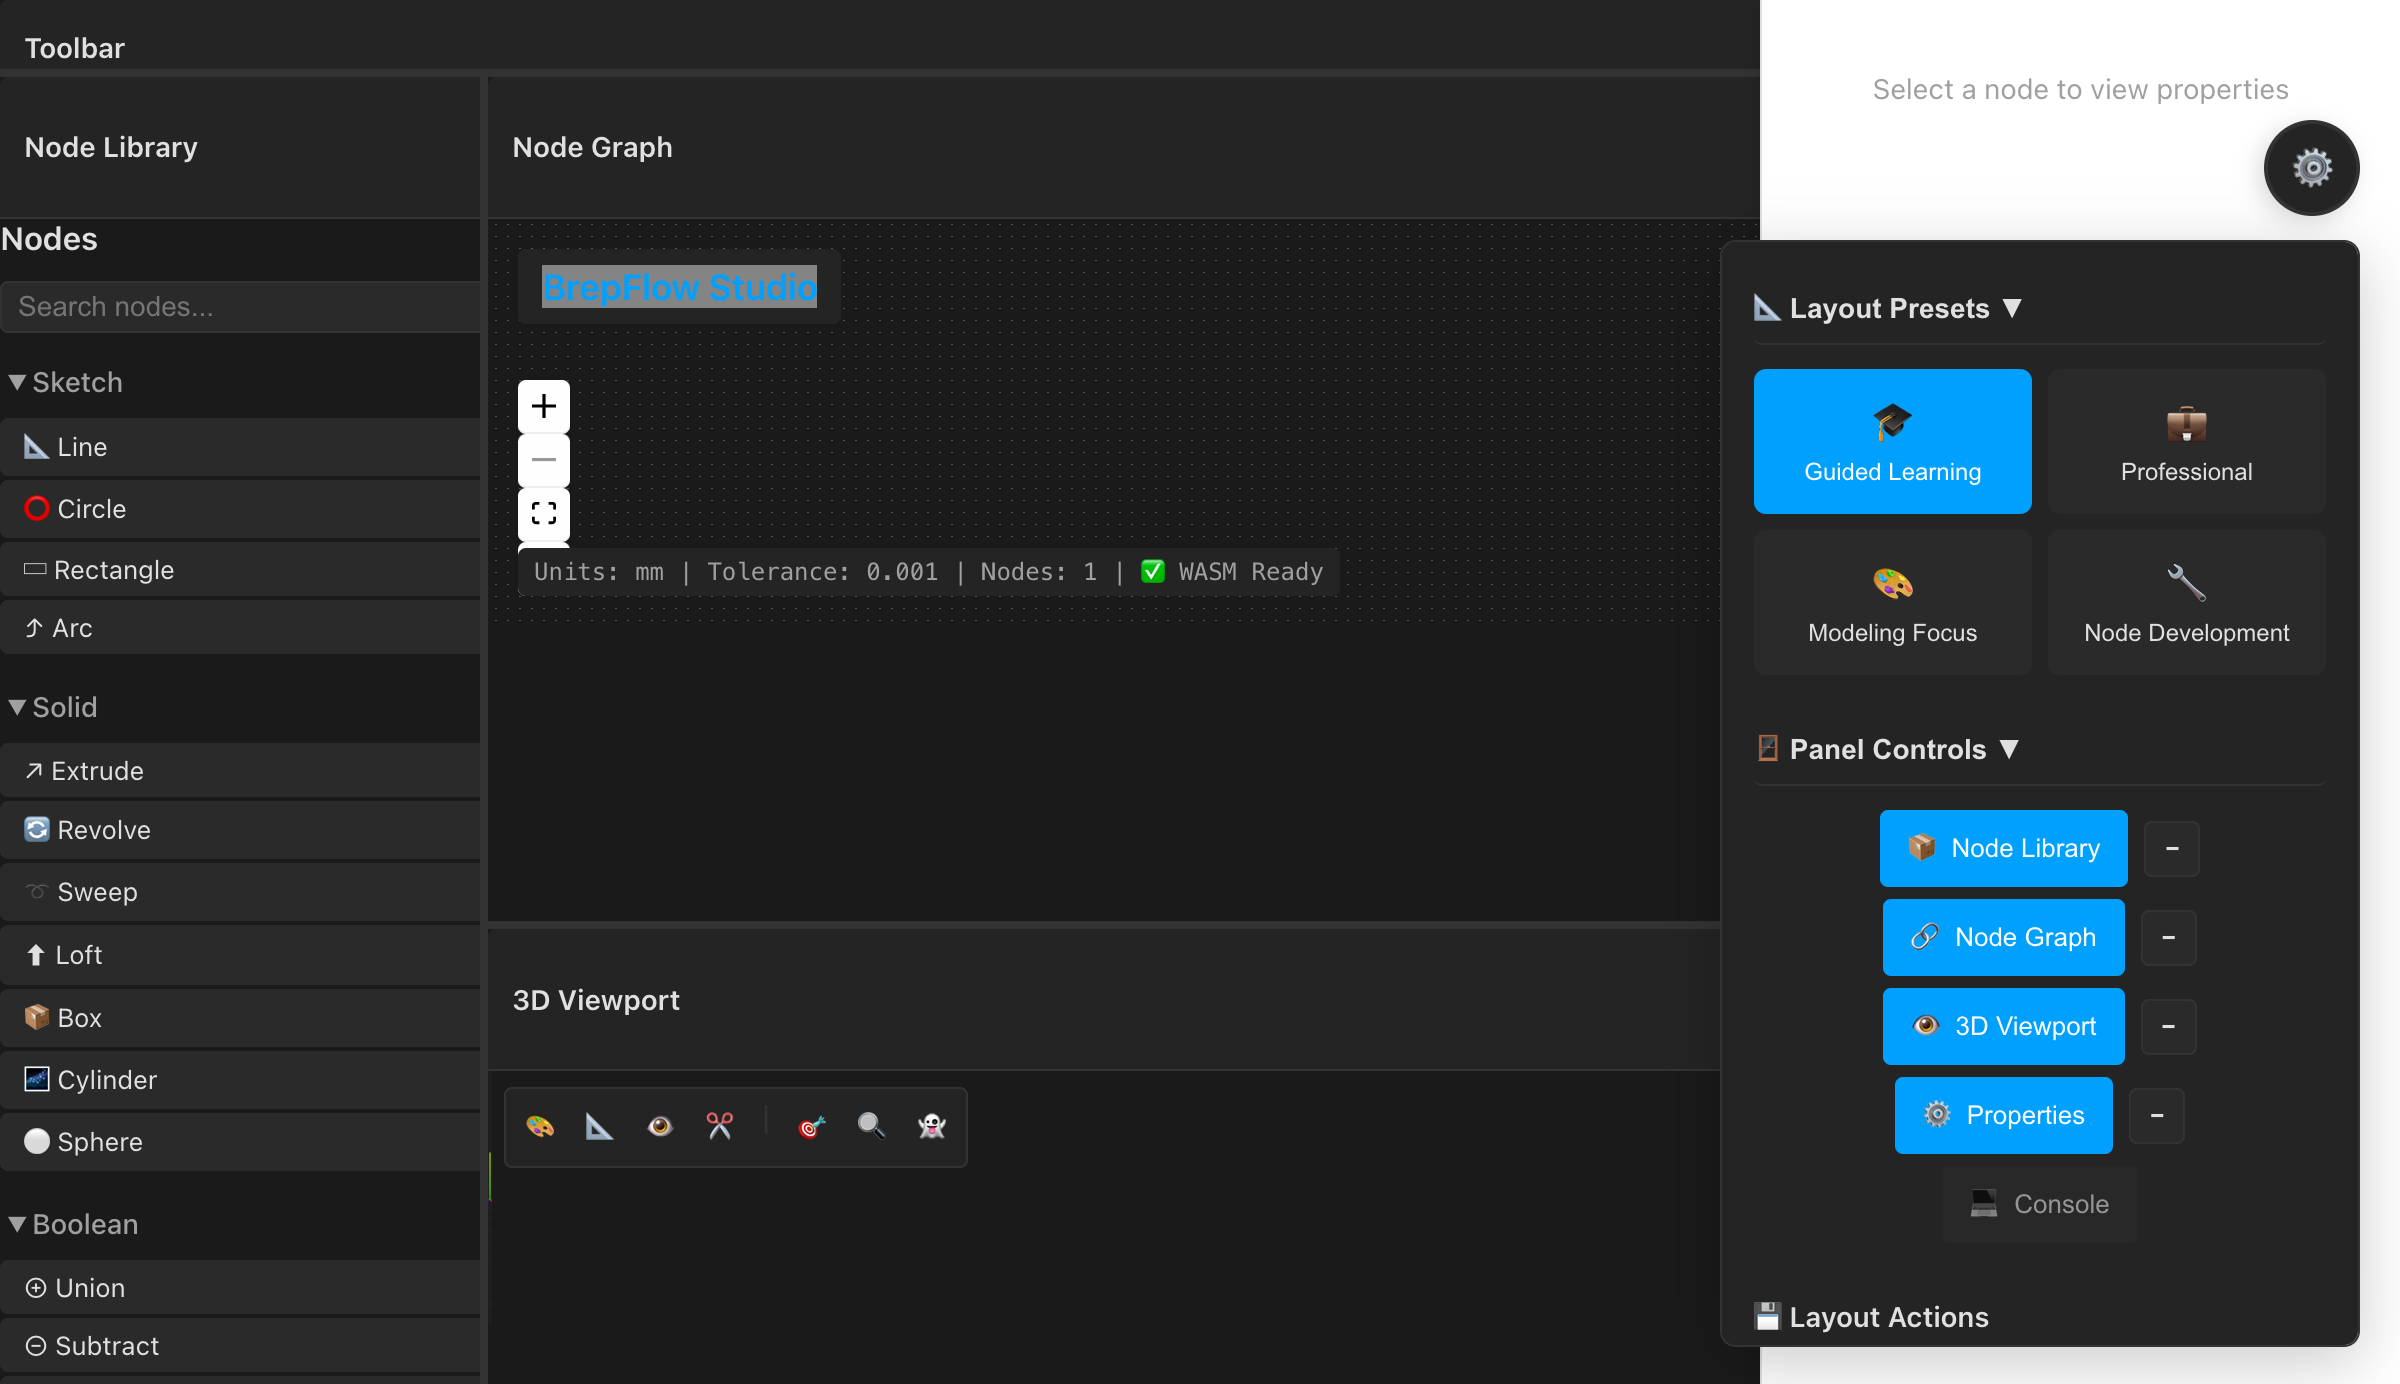 Toolbar
Select a node to view properties
Node Library
Node Graph
Nodes
Search nodes...
Sketch
Line
Circle
Rectangle
Arc
Solid
Extrude
Revolve
Sweep
Loft
Box
Cylinder
Sphere
Boolean
Union
Subtract
BrepFlow Studio
Units: mm | Tolerance: 0.001 | Nodes: 1 | ✅ WASM Ready
3D Viewport
Layout Presets ▼
Guided Learning
Professional
Modeling Focus
Node Development
Panel Controls ▼
Node Library
Node Graph
3D Viewport
Properties
Console
Layout Actions